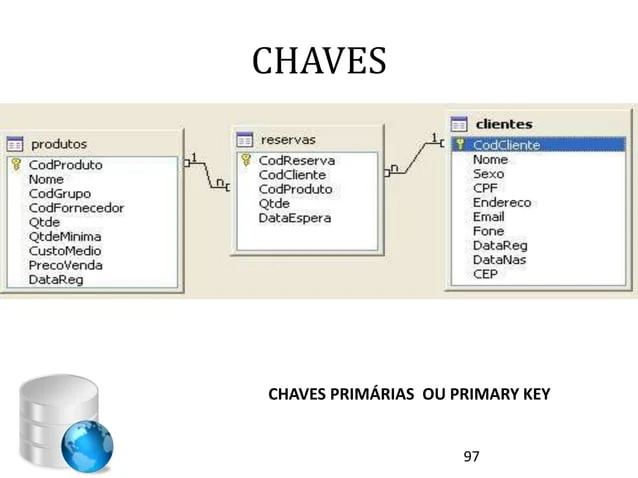 CHAVES
produtos
CodProduto
Nome
CodGrupo
CodFornecedor
Qtde
QtdeMinima
CustoMedio
PrecoVenda
DataReg
1
n
reservas
CodReserva
CodCliente
CodProduto
Qtde
DataEspera
1
n
clientes
CodCliente
Nome
Sexo
CPF
Endereco
Email
Fone
DataReg
DataNas
CEP
CHAVES PRIMÁRIAS OU PRIMARY KEY
97